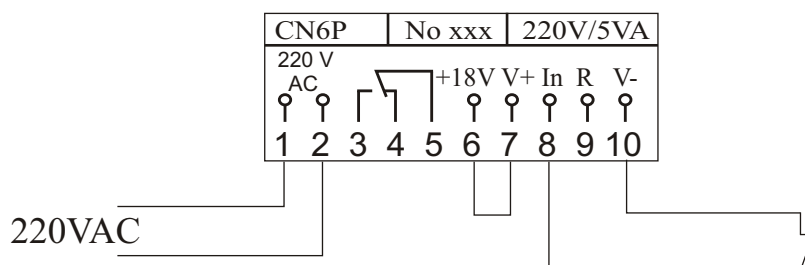 CN6P No xxx 220V/5VA
220 V
AC
+18V V+ In R V-
1 2 3 4 5 6 7 8 9 10
220VAC